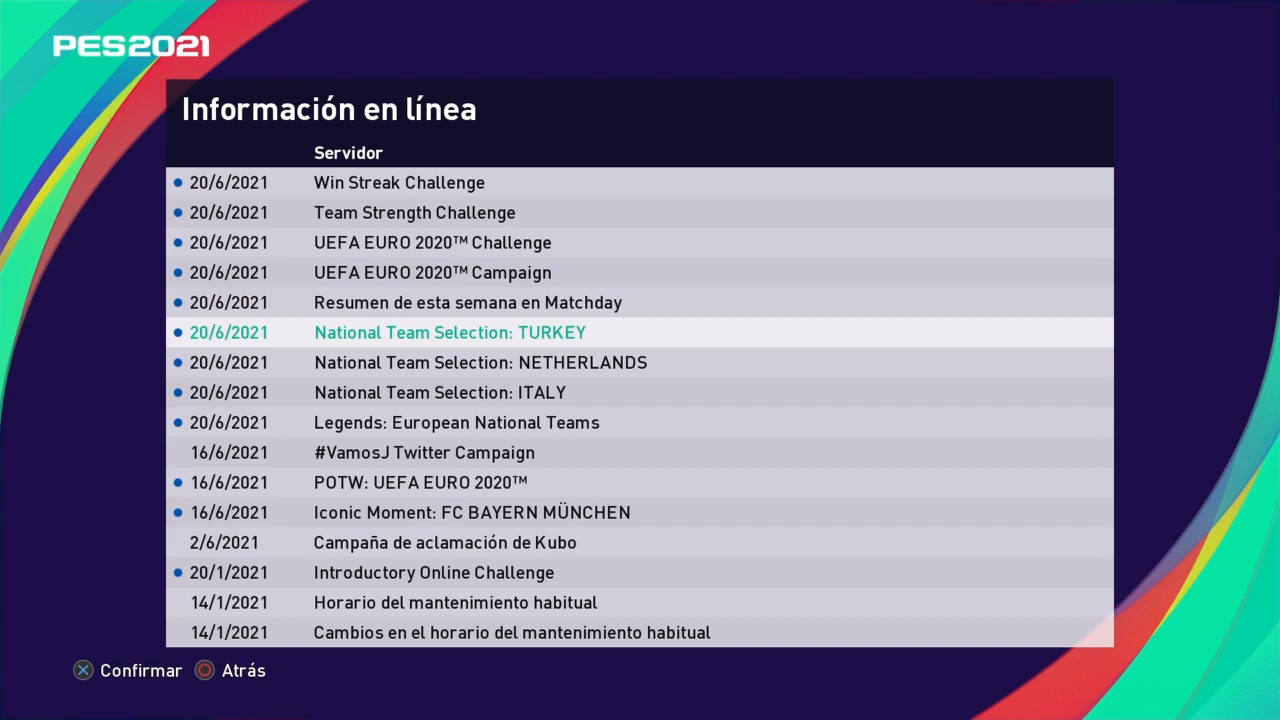 PES2021
Información en línea
Servidor
20/6/2021 Win Streak Challenge
20/6/2021 Team Strength Challenge
20/6/2021 UEFA EURO 2020™ Challenge
20/6/2021 UEFA EURO 2020™ Campaign
20/6/2021 Resumen de esta semana en Matchday
20/6/2021 National Team Selection: TURKEY
20/6/2021 National Team Selection: NETHERLANDS
20/6/2021 National Team Selection: ITALY
20/6/2021 Legends: European National Teams
16/6/2021 #VamosJ Twitter Campaign
16/6/2021 POTW: UEFA EURO 2020™
16/6/2021 Iconic Moment: FC BAYERN MÜNCHEN
2/6/2021 Campaña de aclamación de Kubo
20/1/2021 Introductory Online Challenge
14/1/2021 Horario del mantenimiento habitual
14/1/2021 Cambios en el horario del mantenimiento habitual
Confirmar Atrás